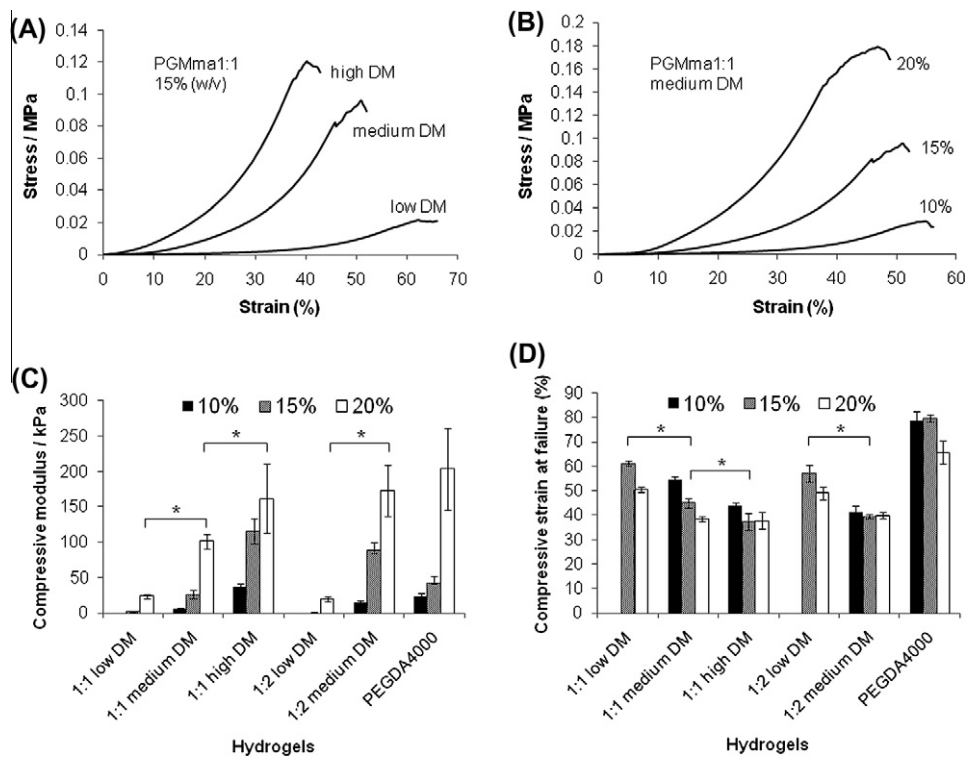 (A)
0.14
0.12
0.1
0.08
0.06
0.04
0.02
0
Stress / MPa
PGMma1:1
15% (w/v)
high DM
medium DM
low DM
0 10 20 30 40 50 60 70
Strain (%)
(B)
0.2
0.18
0.16
0.14
0.12
0.1
0.08
0.06
0.04
0.02
0
Stress / MPa
PGMma1:1
medium DM
20%
15%
10%
0 10 20 30 40 50 60
Strain (%)
(C)
300
250
200
150
100
50
0
Compressive modulus / kPa
10% 15% 20%
* * *
1:1 low DM
1:1 medium DM
1:1 high DM
1:2 low DM
1:2 medium DM
PEGDA4000
Hydrogels
(D)
90
80
70
60
50
40
30
20
10
0
Compressive strain at failure (%)
10% 15% 20%
* * *
1:1 low DM
1:1 medium DM
1:1 high DM
1:2 low DM
1:2 medium DM
PEGDA4000
Hydrogels